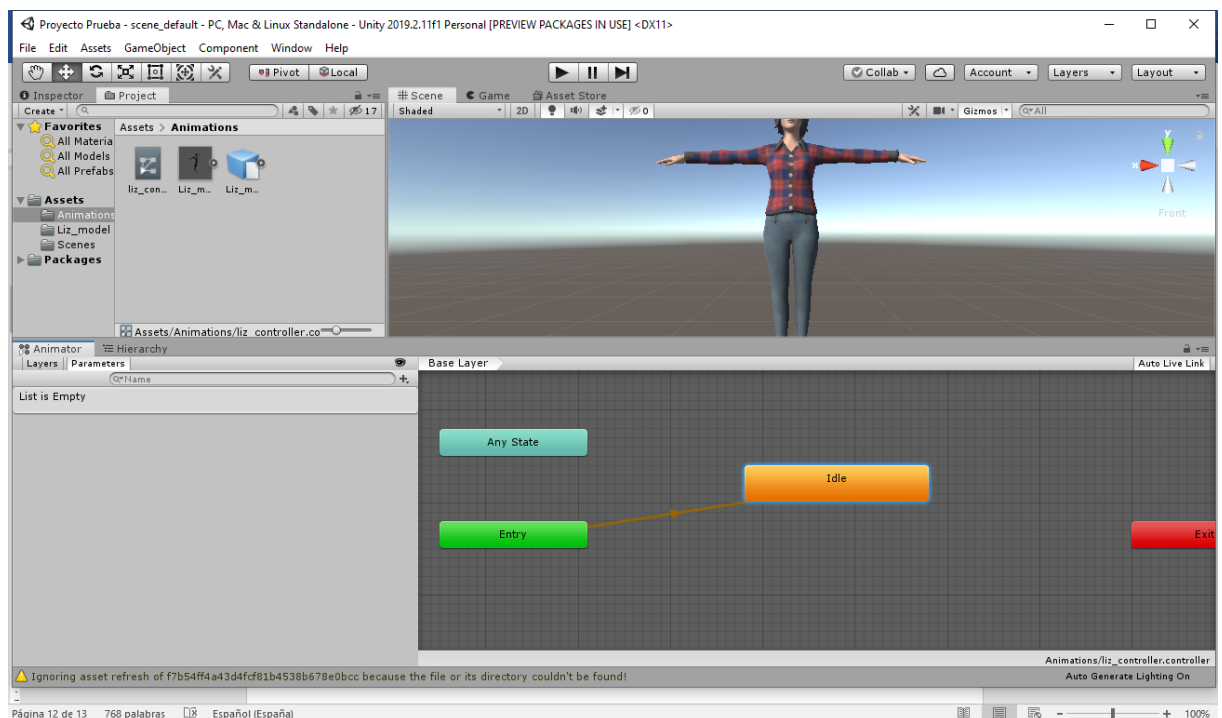 Proyecto Prueba - scene_default - PC, Mac & Linux Standalone - Unity 2019.2.11f1 Personal [PREVIEW PACKAGES IN USE] <DX11>
File Edit Assets GameObject Component Window Help
Pivot Local Collab Account Layers Layout
Inspector Project Scene Game Asset Store
Create 17 Shaded 2D 0 Gizmos All
Favorites Assets > Animations
All Materia
All Models
All Prefabs
liz_con... Liz_m... Liz_m...
Assets
Animations
Liz_model
Scenes
Packages
y
x
Front
Assets/Animations/liz_controller.co
Animator Hierarchy
Layers Parameters Base Layer Auto Live Link
Name
List is Empty
Any State
Idle
Entry
Exit
Animations/liz_controller.controller
Ignoring asset refresh of f7b54ff4a43d4fcf81b4538b678e0bcc because the file or its directory couldn't be found! Auto Generate Lighting On
Página 12 de 13 768 palabras Español (España) 100%